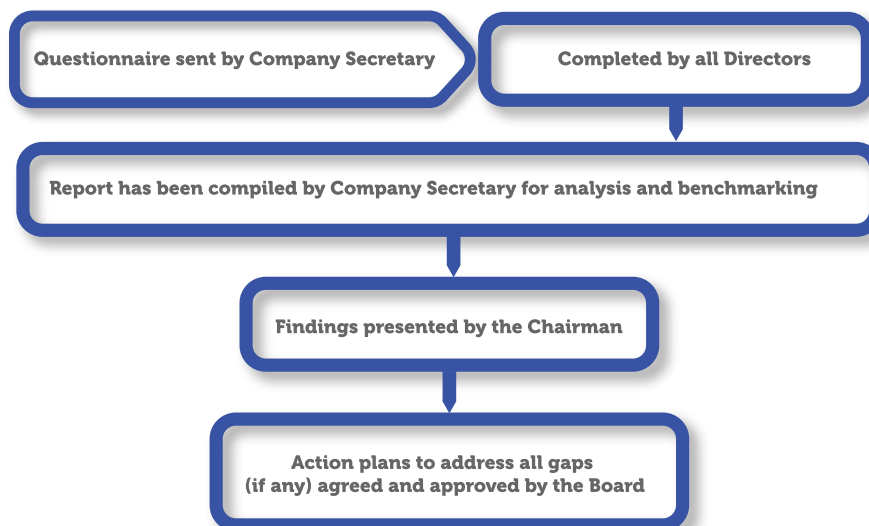 Questionnaire sent by Company Secretary
Completed by all Directors
Report has been compiled by Company Secretary for analysis and benchmarking
Findings presented by the Chairman
Action plans to address all gaps
(if any) agreed and approved by the Board